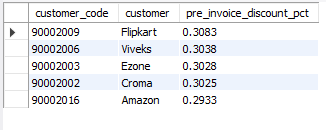 customer_code customer pre_invoice_discount_pct
90002009 Flipkart 0.3083
90002006 Viveks 0.3038
90002003 Ezone 0.3028
90002002 Croma 0.3025
90002016 Amazon 0.2933